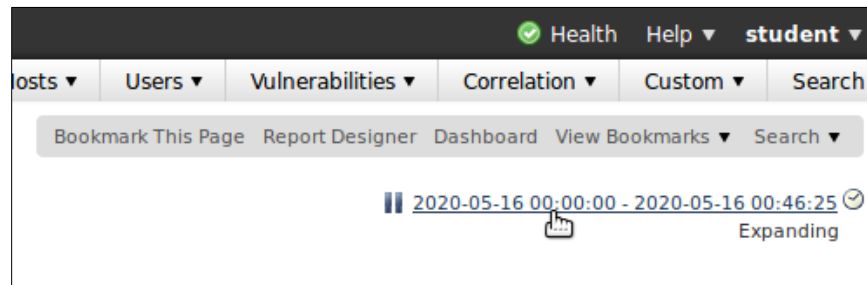 Health Help ▼ student ▼
osts ▼ Users ▼ Vulnerabilities ▼ Correlation ▼ Custom ▼ Search
Bookmark This Page Report Designer Dashboard View Bookmarks ▼ Search ▼
2020-05-16 00:00:00 - 2020-05-16 00:46:25
Expanding